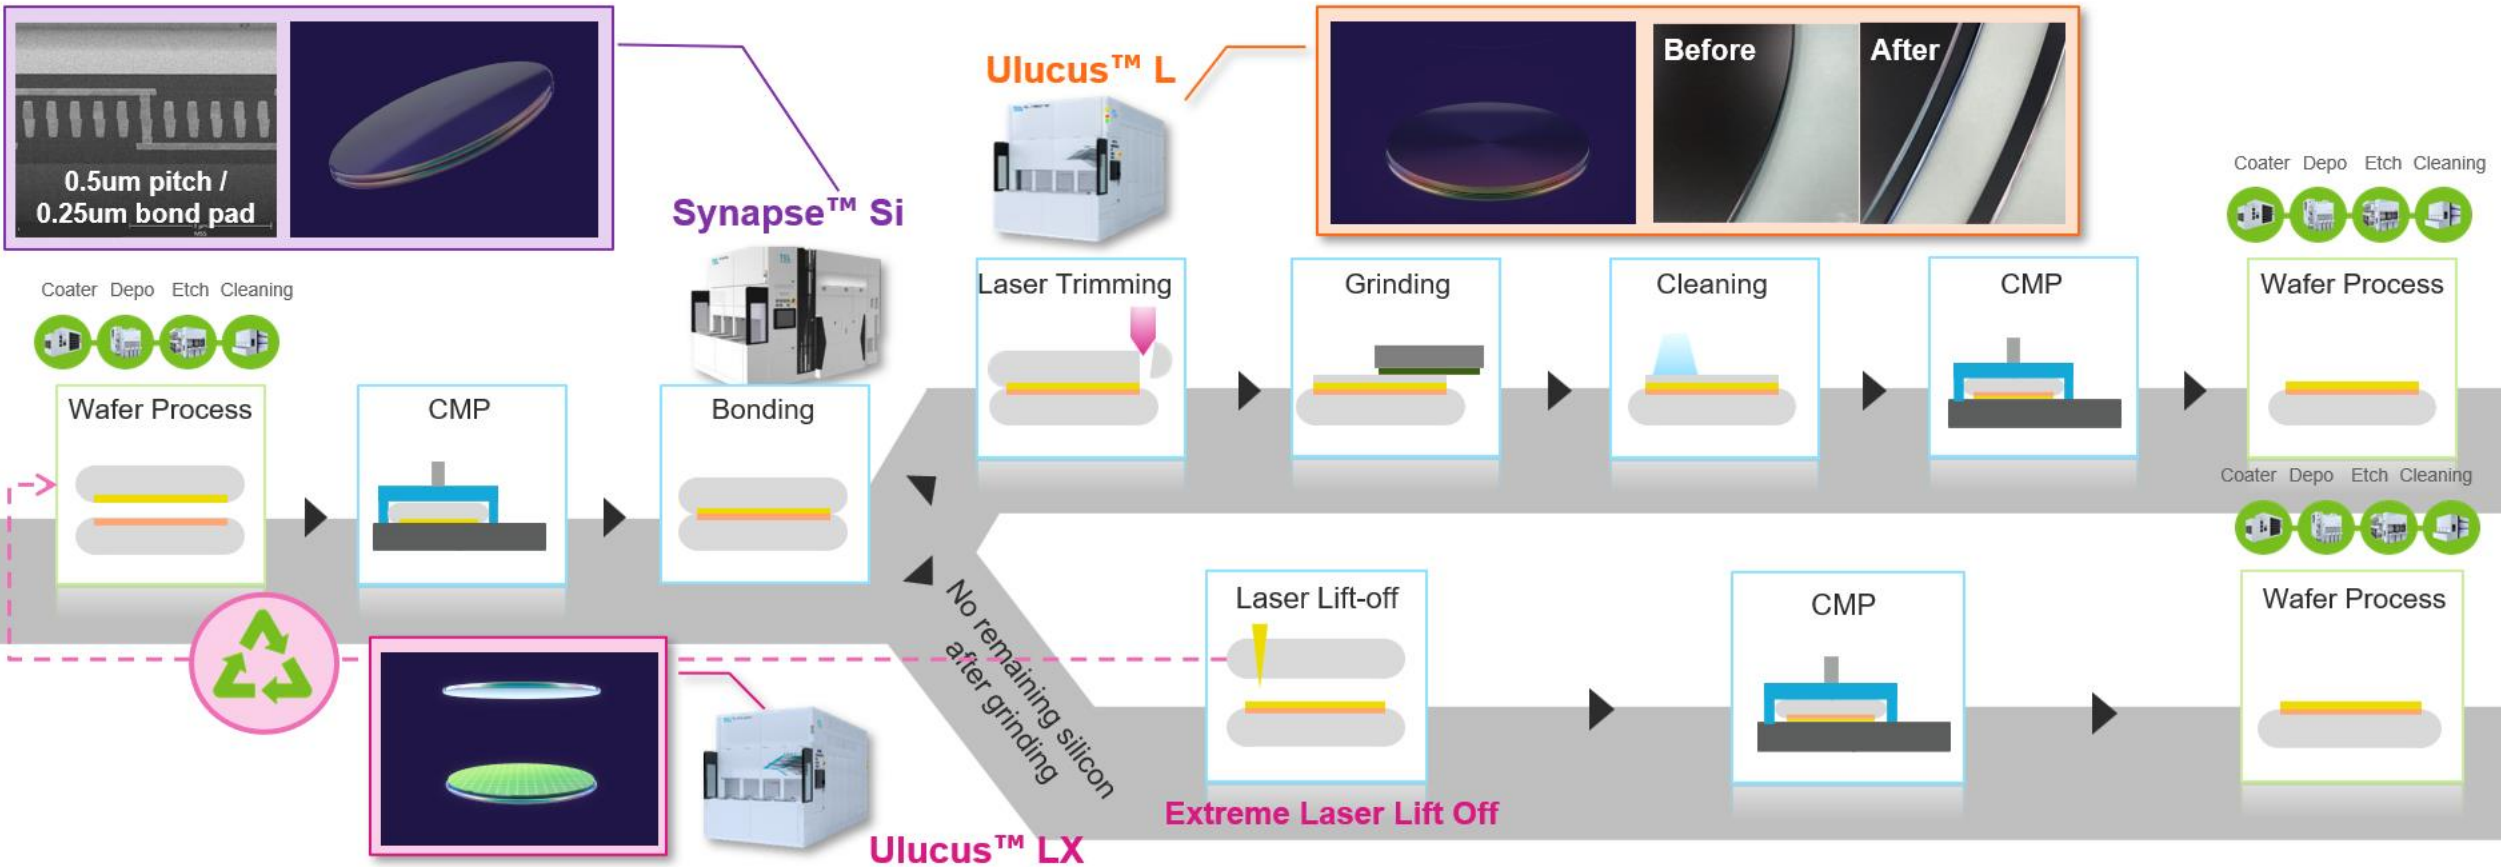 0.5um pitch /
0.25um bond pad
Synapse™ Si
Ulucus™ L
Before
After
Coater Depo Etch Cleaning
Wafer Process
CMP
Bonding
Laser Trimming
Grinding
Cleaning
CMP
Coater Depo Etch Cleaning
Wafer Process
No remaining silicon
after grinding
Laser Lift-off
CMP
Coater Depo Etch Cleaning
Wafer Process
Extreme Laser Lift Off
Ulucus™ LX